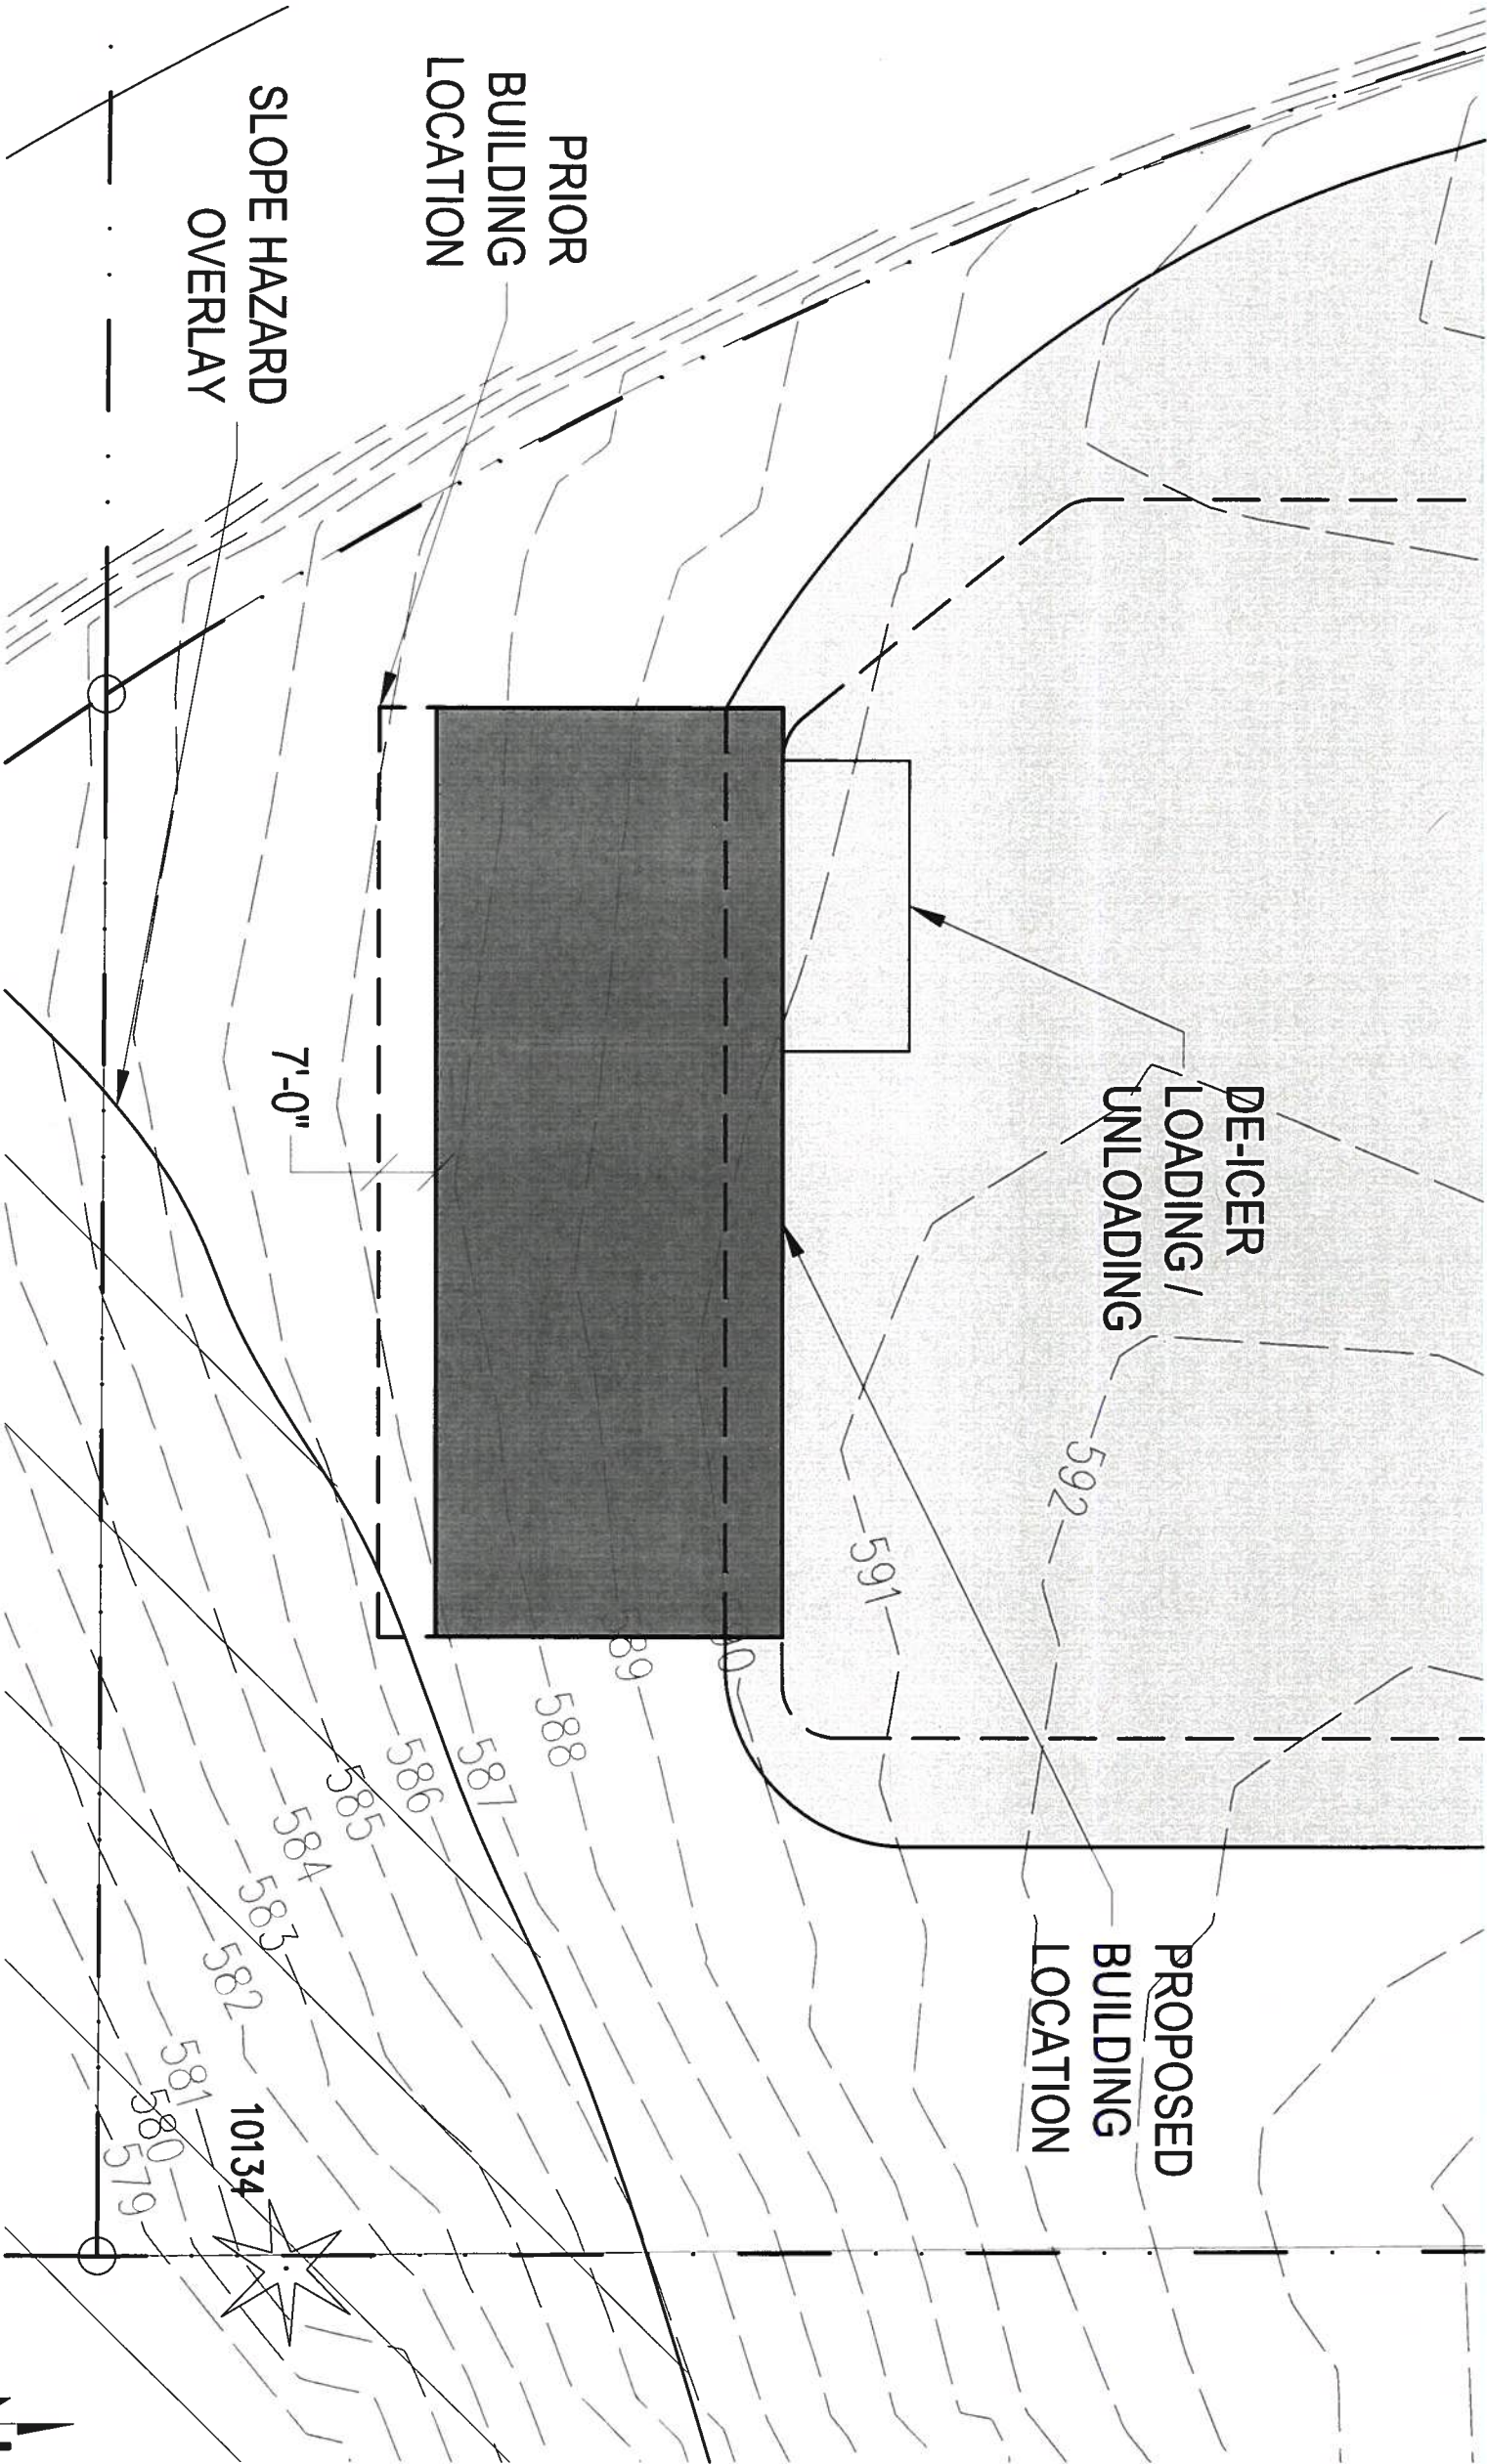 PRIOR
BUILDING
LOCATION
SLOPE HAZARD
OVERLAY
DE-ICER
LOADING /
UNLOADING
PROPOSED
BUILDING
LOCATION
7'-0"
592
591
589
588
587
586
585
584
583
582
581
580
579
10134